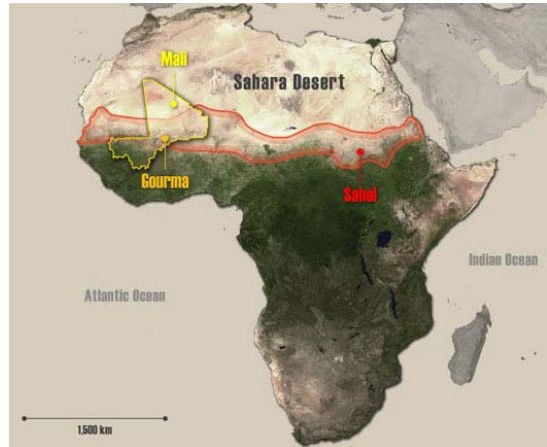 Mali
Sahara Desert
Gourma
Sahel
Indian Ocean
Atlantic Ocean
1,500 km